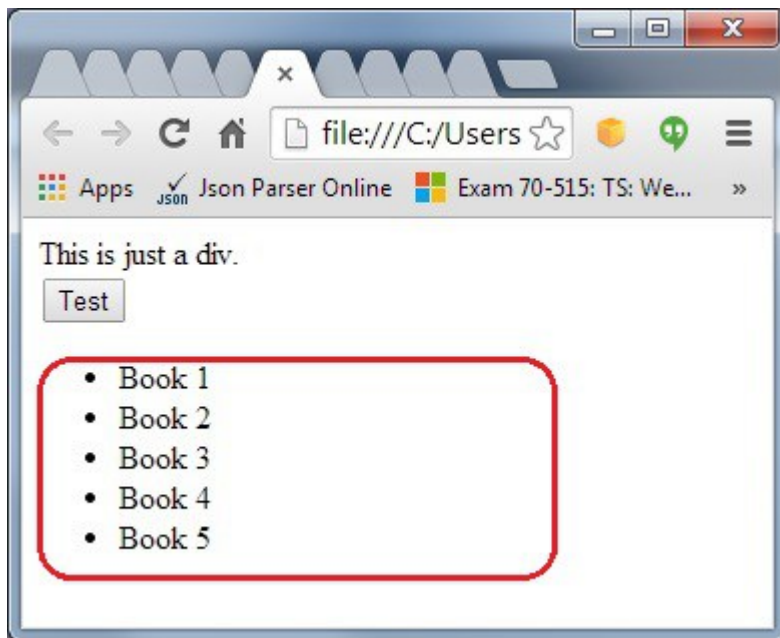 file:///C:/Users
Apps JSON Json Parser Online Exam 70-515: TS: We... »
This is just a div.
Test
• Book 1
• Book 2
• Book 3
• Book 4
• Book 5